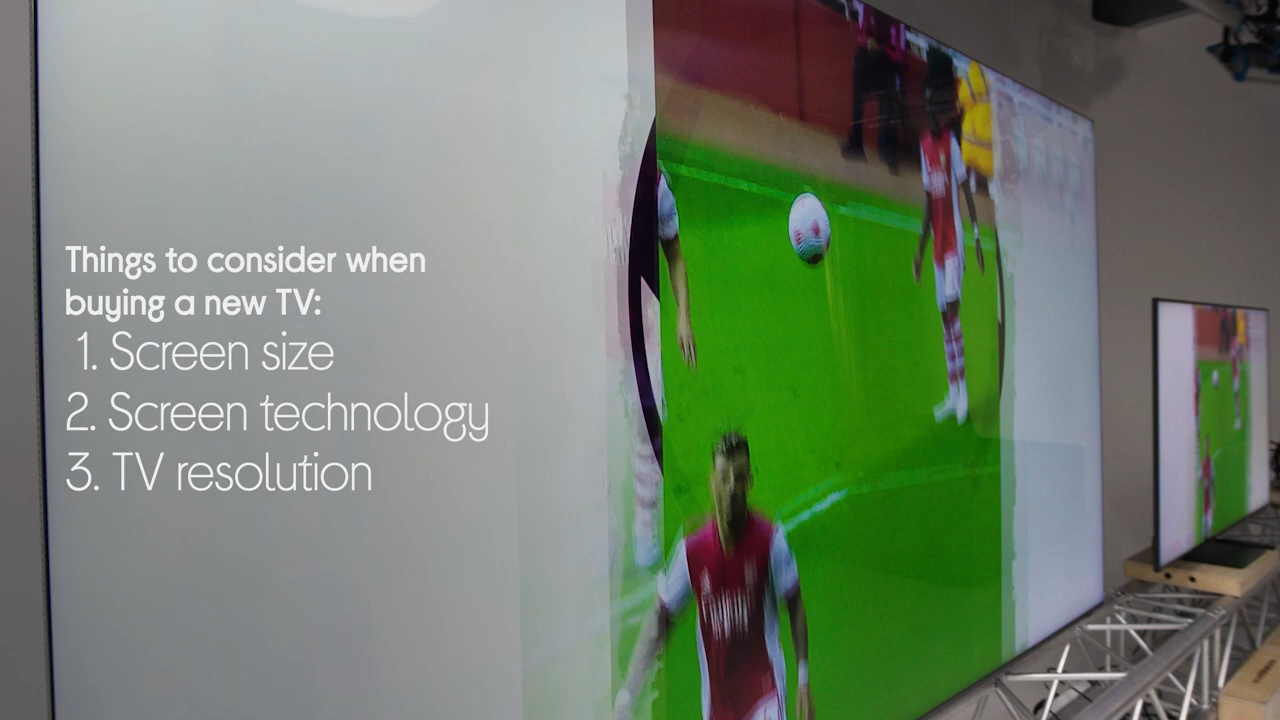 Things to consider when
buying a new TV:
1. Screen size
2. Screen technology
3. TV resolution